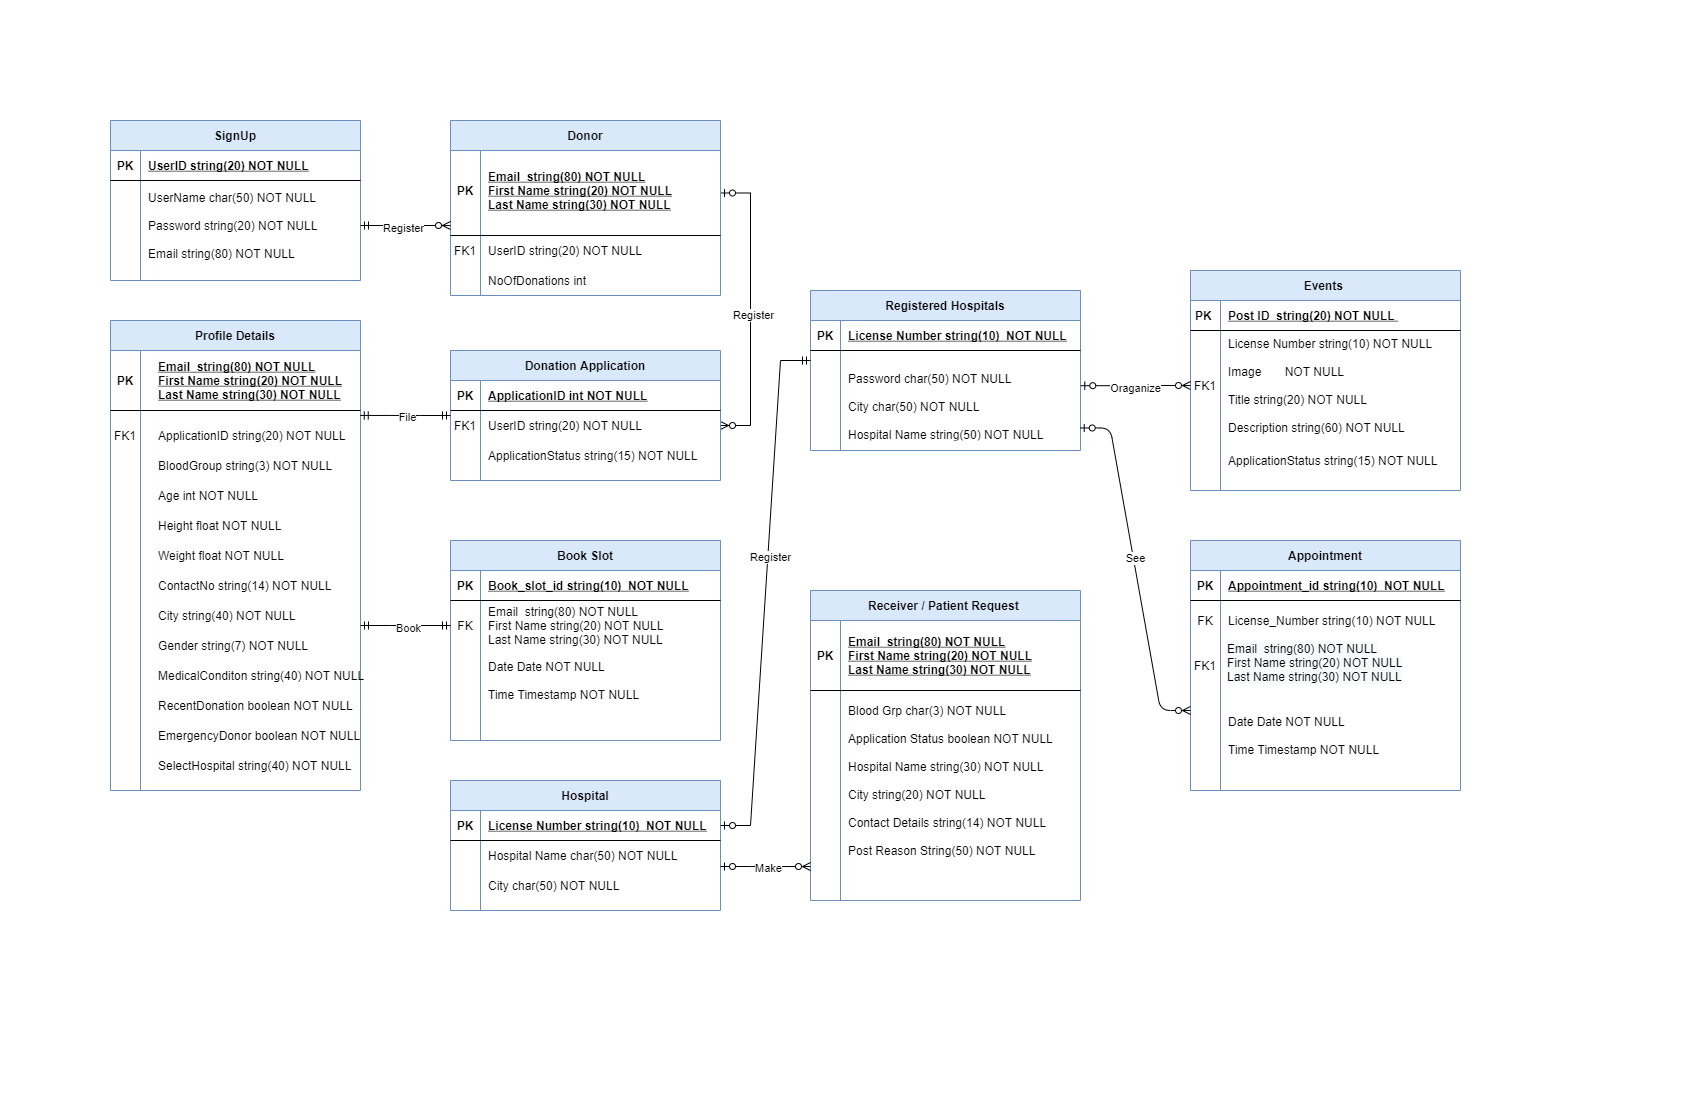 SignUp
PK
UserID string(20) NOT NULL
UserName char(50) NOT NULL
Password string(20) NOT NULL
Email string(80) NOT NULL
Register
Donor
PK
Email  string(80) NOT NULL
First Name string(20) NOT NULL
Last Name string(30) NOT NULL
FK1
UserID string(20) NOT NULL
NoOfDonations int
Register
Profile Details
PK
Email  string(80) NOT NULL
First Name string(20) NOT NULL
Last Name string(30) NOT NULL
FK1
ApplicationID string(20) NOT NULL
BloodGroup string(3) NOT NULL
Age int NOT NULL
Height float NOT NULL
Weight float NOT NULL
ContactNo string(14) NOT NULL
City string(40) NOT NULL
Gender string(7) NOT NULL
MedicalConditon string(40) NOT NULL
RecentDonation boolean NOT NULL
EmergencyDonor boolean NOT NULL
SelectHospital string(40) NOT NULL
File
Book
Donation Application
PK
ApplicationID int NOT NULL
FK1
UserID string(20) NOT NULL
ApplicationStatus string(15) NOT NULL
Book Slot
PK
Book_slot_id string(10)  NOT NULL
FK
Email  string(80) NOT NULL
First Name string(20) NOT NULL
Last Name string(30) NOT NULL
Date Date NOT NULL
Time Timestamp NOT NULL
Hospital
PK
License Number string(10)  NOT NULL
Hospital Name char(50) NOT NULL
City char(50) NOT NULL
Register
Make
Registered Hospitals
PK
License Number string(10)  NOT NULL
Password char(50) NOT NULL
City char(50) NOT NULL
Hospital Name string(50) NOT NULL
Oraganize
See
Receiver / Patient Request
PK
Email  string(80) NOT NULL
First Name string(20) NOT NULL
Last Name string(30) NOT NULL
Blood Grp char(3) NOT NULL
Application Status boolean NOT NULL
Hospital Name string(30) NOT NULL
City string(20) NOT NULL
Contact Details string(14) NOT NULL
Post Reason String(50) NOT NULL
Events
PK
Post ID  string(20) NOT NULL
License Number string(10) NOT NULL
Image       NOT NULL
FK1
Title string(20) NOT NULL
Description string(60) NOT NULL
ApplicationStatus string(15) NOT NULL
Appointment
PK
Appointment_id string(10)  NOT NULL
FK
License_Number string(10) NOT NULL
FK1
Email  string(80) NOT NULL
First Name string(20) NOT NULL
Last Name string(30) NOT NULL
Date Date NOT NULL
Time Timestamp NOT NULL